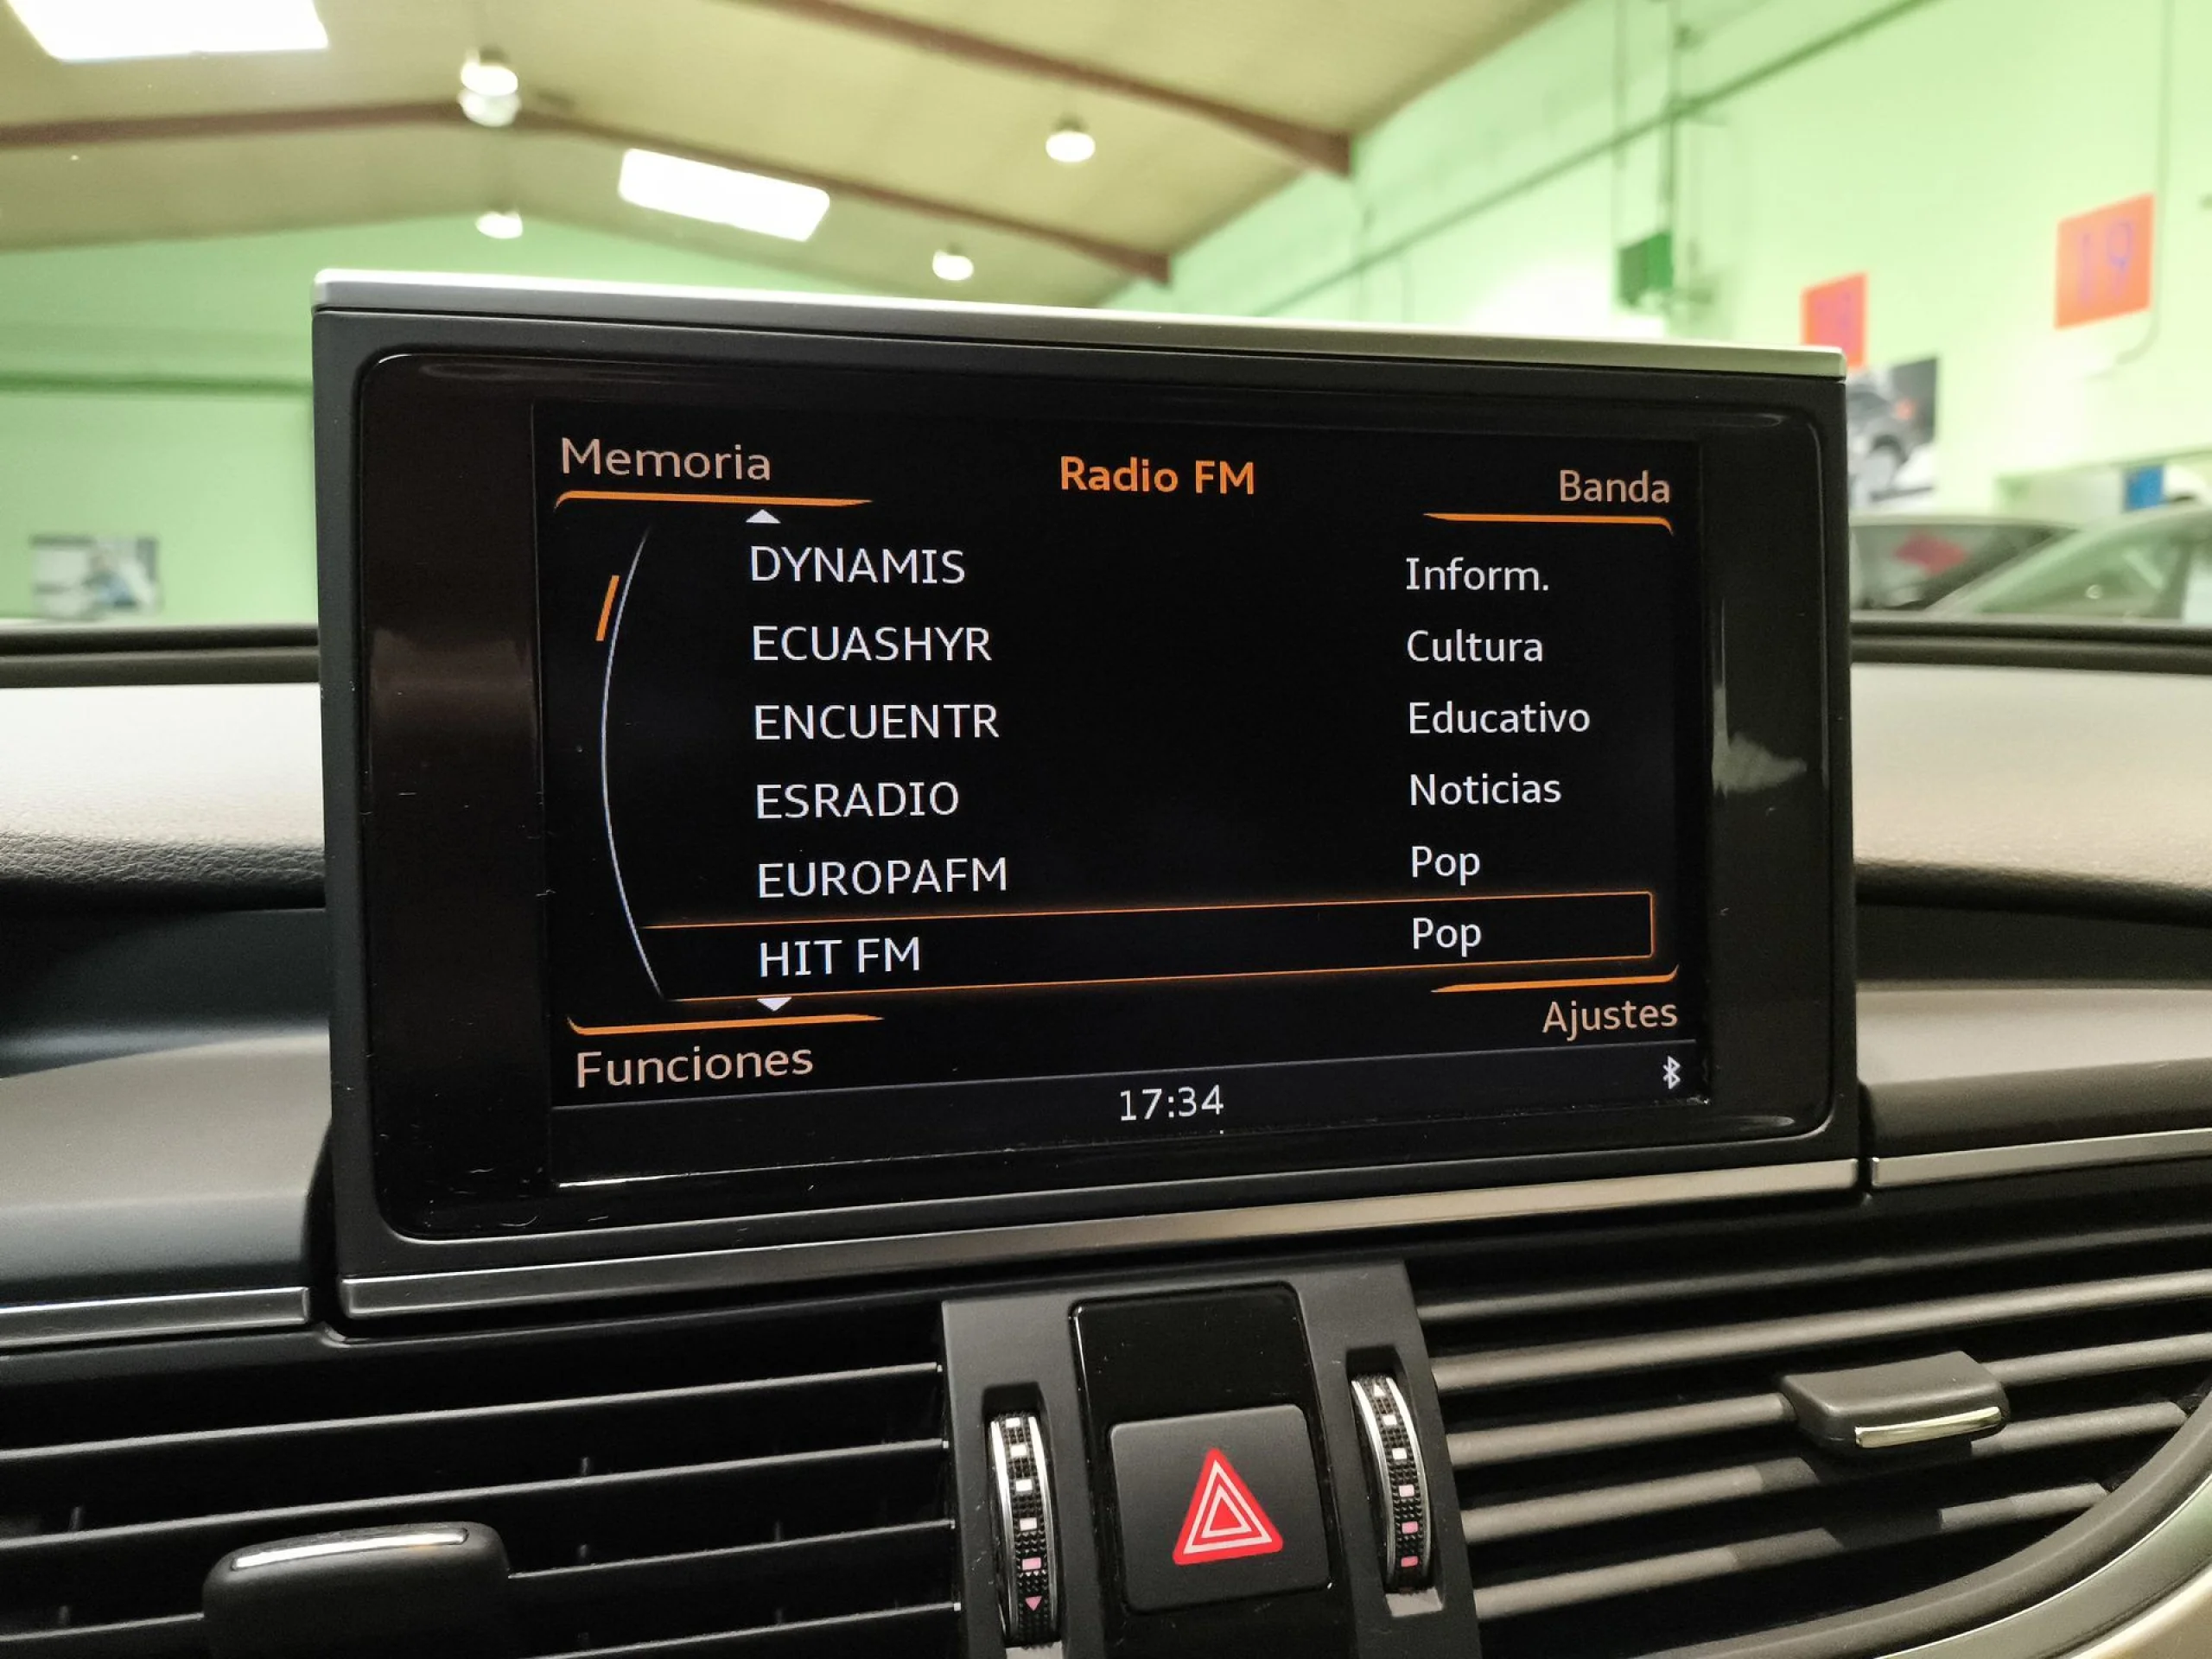 19
Memoria
Radio FM
Banda
DYNAMIS Inform.
ECUASHYR Cultura
ENCUENTR Educativo
ESRADIO Noticias
EUROPAFM Pop
HIT FM Pop
Funciones
Ajustes
17:34